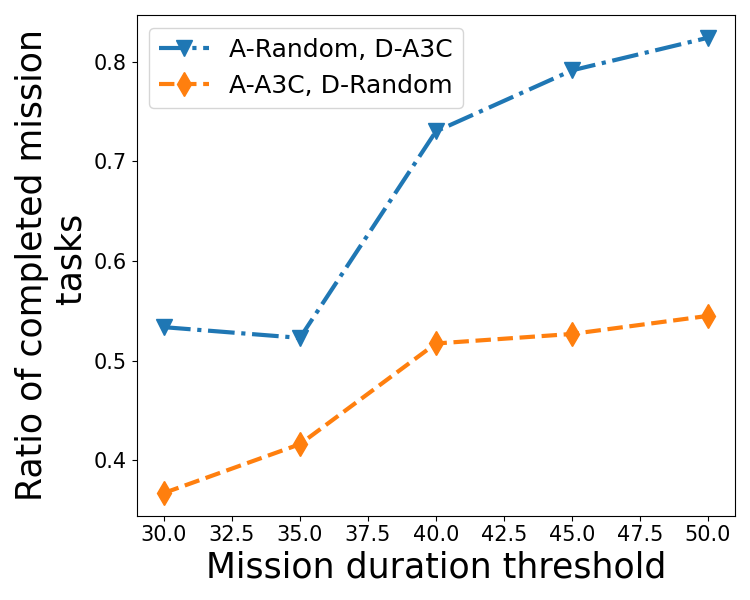 A-Random, D-A3C
A-A3C, D-Random
Ratio of completed mission
tasks
0.8
0.7
0.6
0.5
0.4
30.0 32.5 35.0 37.5 40.0 42.5 45.0 47.5 50.0
Mission duration threshold